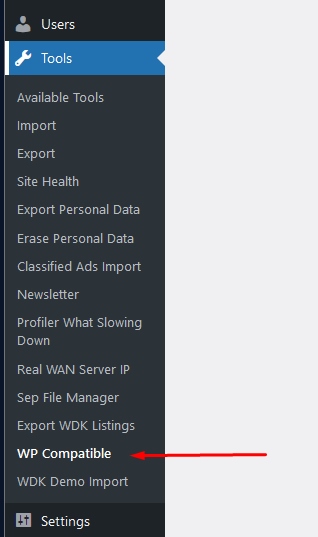 Users
Tools
Available Tools
Import
Export
Site Health
Export Personal Data
Erase Personal Data
Classified Ads Import
Newsletter
Profiler What Slowing
Down
Real WAN Server IP
Sep File Manager
Export WDK Listings
WP Compatible
WDK Demo Import
Settings